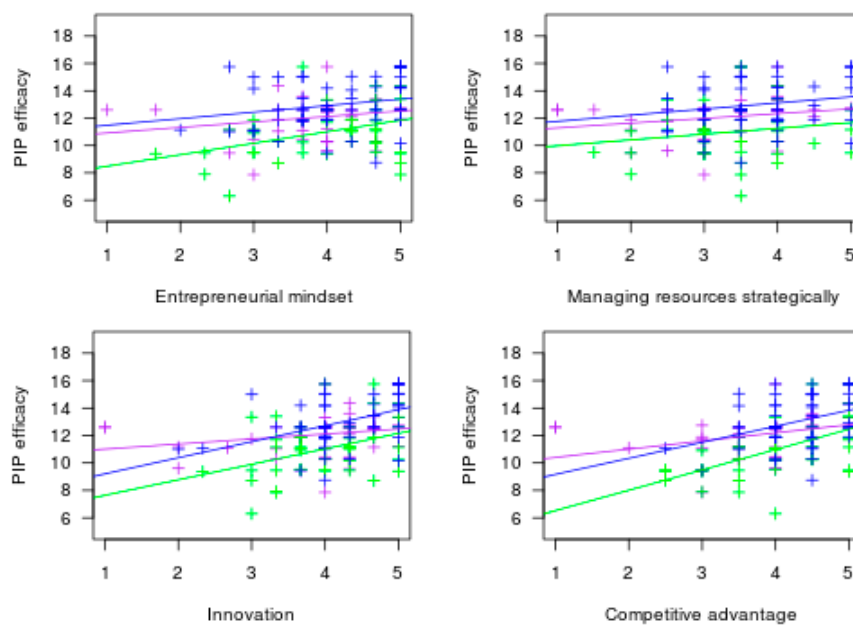 PIP efficacy
18
16
14
12
10
8
6
1 2 3 4 5
Entrepreneurial mindset
PIP efficacy
18
16
14
12
10
8
6
1 2 3 4 5
Managing resources strategically
PIP efficacy
18
16
14
12
10
8
6
1 2 3 4 5
Innovation
PIP efficacy
18
16
14
12
10
8
6
1 2 3 4 5
Competitive advantage